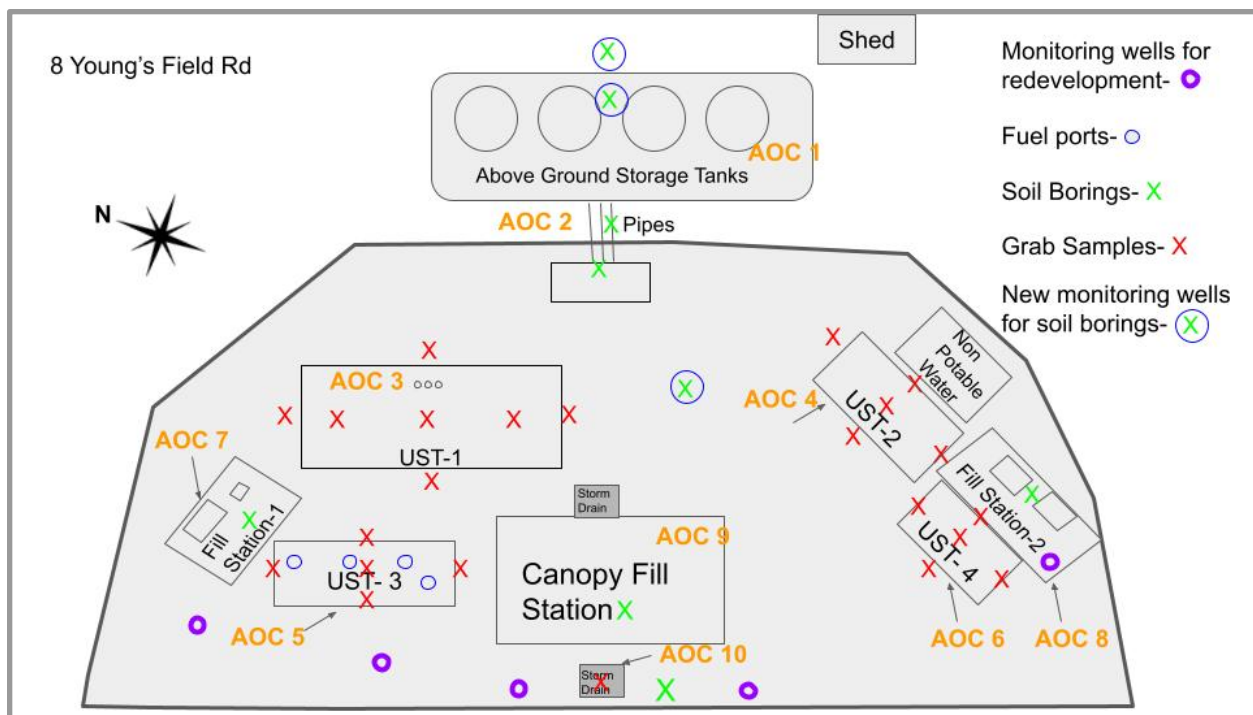 8 Young's Field Rd
Shed
Monitoring wells for
redevelopment-
Fuel ports-
Soil Borings- X
Grab Samples- X
New monitoring wells
for soil borings- X
X
X
AOC 1
Above Ground Storage Tanks
N
AOC 2
X Pipes
X
X
AOC 3
X X X X X
UST-1
X
X
X
AOC 4
X
X
X
X
UST-2
X
Non
Potable
Water
AOC 7
Fill
Station-1
X
X
X X X
UST- 3
X
AOC 5
Storm
Drain
AOC 9
Canopy Fill
Station X
Fill Station-2
X
X
X
X
X
X
UST- 4
AOC 6
AOC 8
AOC 10
Storm
Drain
X
X